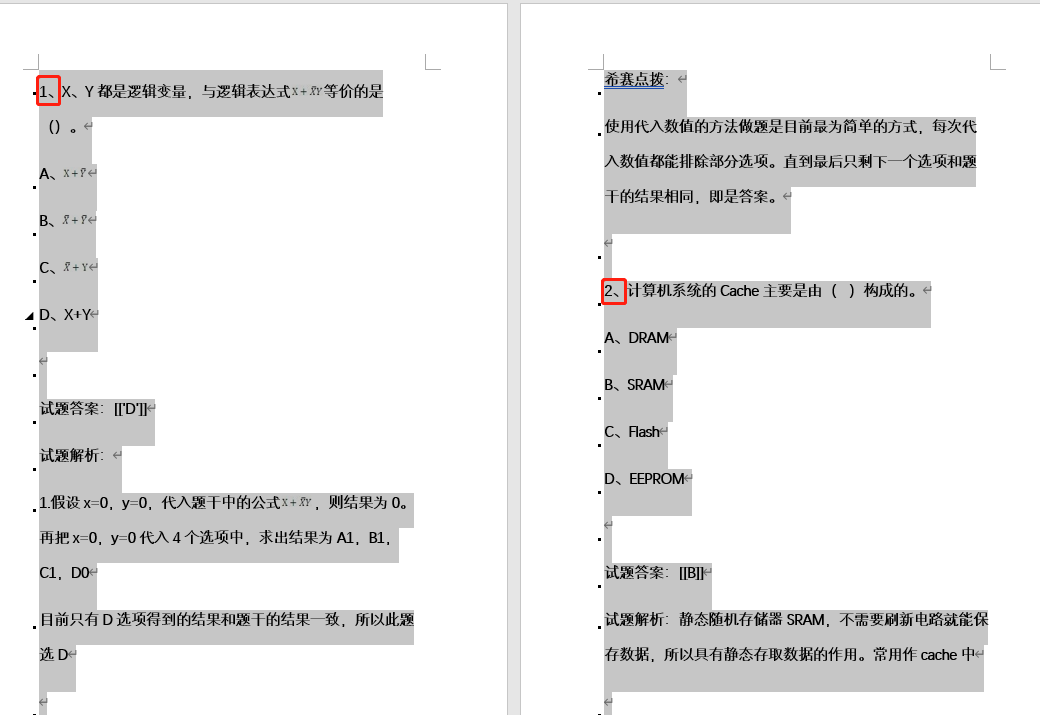 1、X、Y 都是逻辑变量，与逻辑表达式X+X̄Y等价的是
（）。
A、X+Ȳ
B、X̄+Ȳ
C、X̄+Y
D、X+Y
试题答案：[['D']]
试题解析：
1.假设 x=0，y=0，代入题干中的公式X+X̄Y，则结果为 0。
再把 x=0，y=0 代入 4 个选项中，求出结果为 A1，B1，
C1，D0
目前只有 D 选项得到的结果和题干的结果一致，所以此题
选 D
希赛点拨：
使用代入数值的方法做题是目前最为简单的方式，每次代
入数值都能排除部分选项。直到最后只剩下一个选项和题
干的结果相同，即是答案。
2、计算机系统的 Cache 主要是由（ ）构成的。
A、DRAM
B、SRAM
C、Flash
D、EEPROM
试题答案：[[B]]
试题解析：静态随机存储器 SRAM，不需要刷新电路就能保
存数据，所以具有静态存取数据的作用。常用作 cache 中